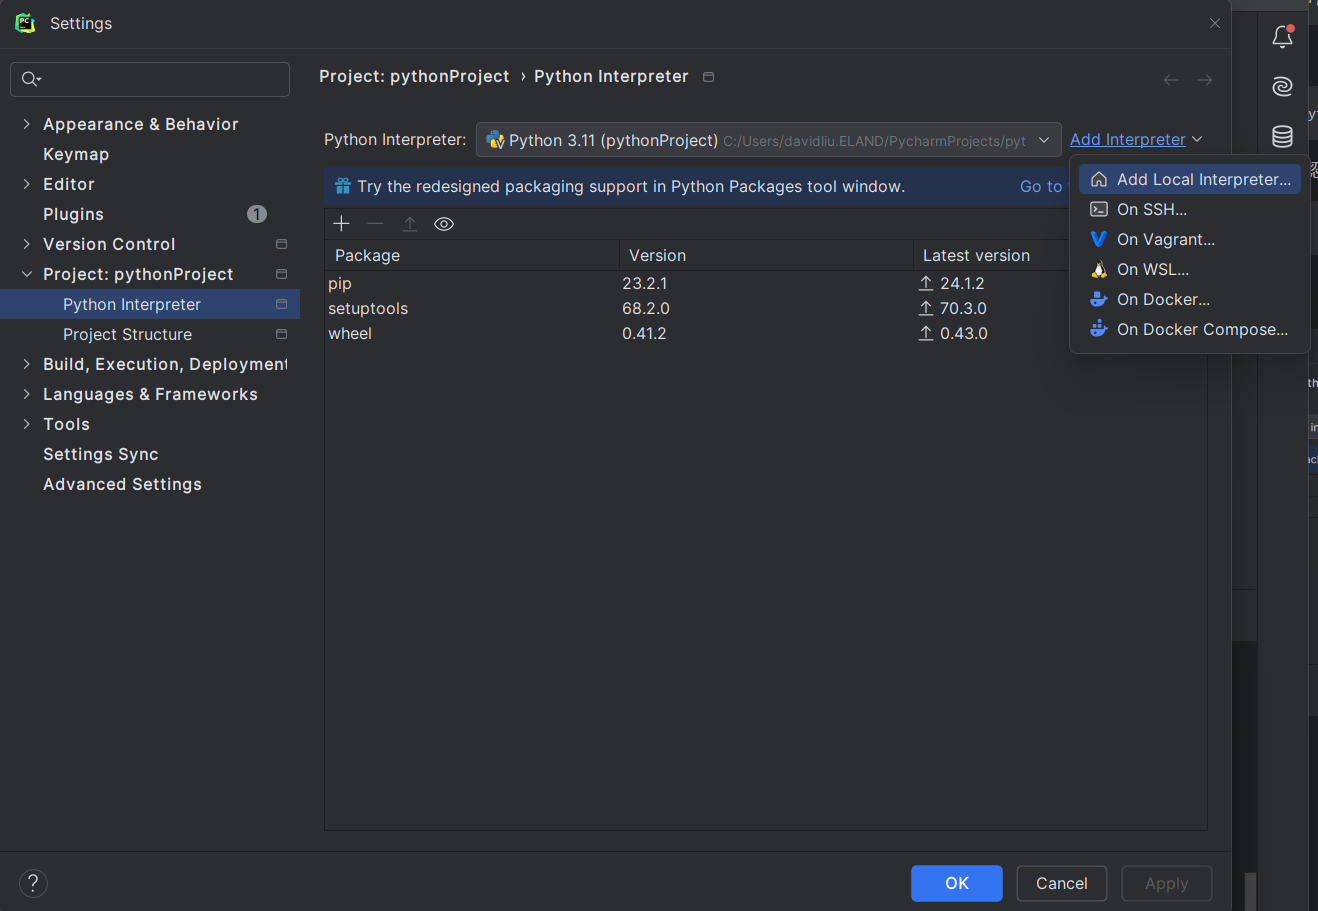 Settings
Project: pythonProject › Python Interpreter
Appearance & Behavior
Keymap
Editor
Plugins 1
Version Control
Project: pythonProject
Python Interpreter
Project Structure
Build, Execution, Deployment
Languages & Frameworks
Tools
Settings Sync
Advanced Settings
Python Interpreter: Python 3.11 (pythonProject) C:/Users/davidliu.ELAND/PycharmProjects/pyt Add Interpreter
Try the redesigned packaging support in Python Packages tool window. Go to
Package Version Latest version
pip 23.2.1 24.1.2
setuptools 68.2.0 70.3.0
wheel 0.41.2 0.43.0
Add Local Interpreter...
On SSH...
On Vagrant...
On WSL...
On Docker...
On Docker Compose...
? OK Cancel Apply